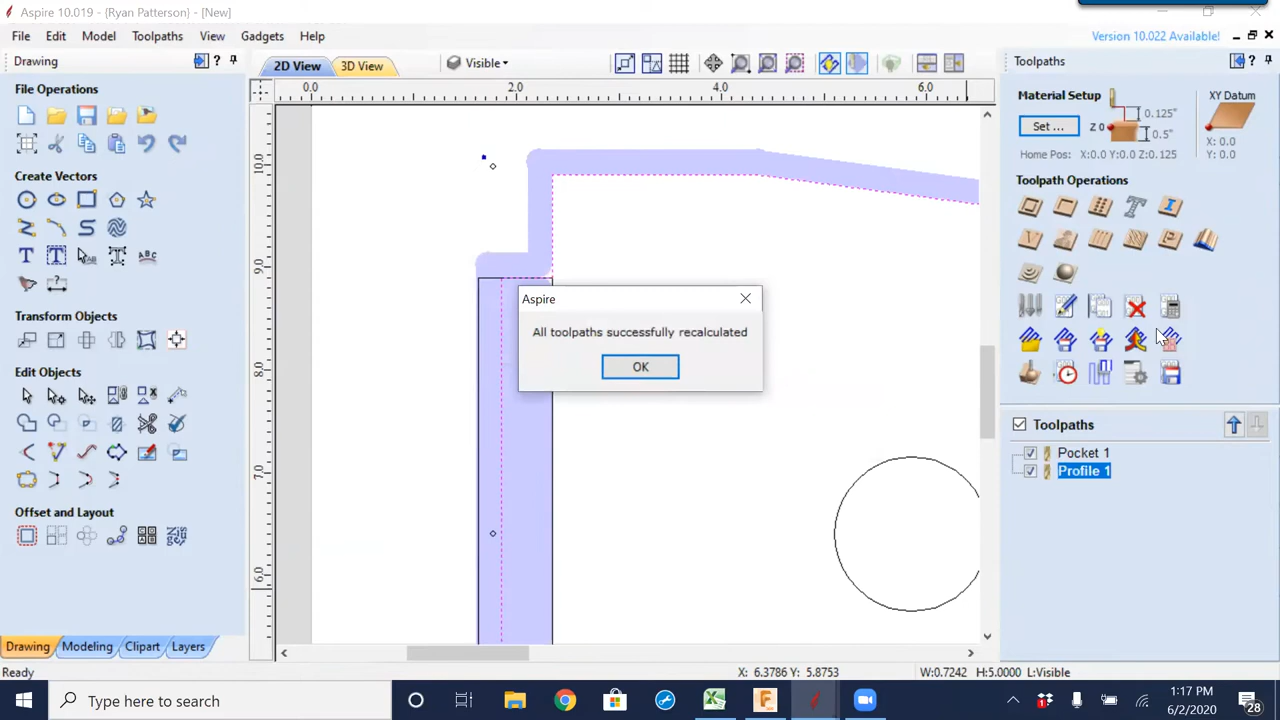 Aspire 10.019 - {Ryan Patterson} - [New]
File Edit Model Toolpaths View Gadgets Help
Version 10.022 Available!
Drawing
2D View
3D View
Visible
Toolpaths
File Operations
0.0 2.0 4.0 6.0
Material Setup
XY Datum
Set ...
Z 0
0.125"
0.5"
X: 0.0
Y: 0.0
Home Pos: X:0.0 Y:0.0 Z:0.125
10.0
9.0
8.0
7.0
6.0
Create Vectors
Toolpath Operations
Transform Objects
Aspire
All toolpaths successfully recalculated
OK
Edit Objects
Toolpaths
Pocket 1
Profile 1
Offset and Layout
Drawing
Modeling
Clipart
Layers
Ready
X: 6.3786 Y: 5.8753
W:0.7242 H:5.0000 L:Visible
Type here to search
1:17 PM
6/2/2020
28